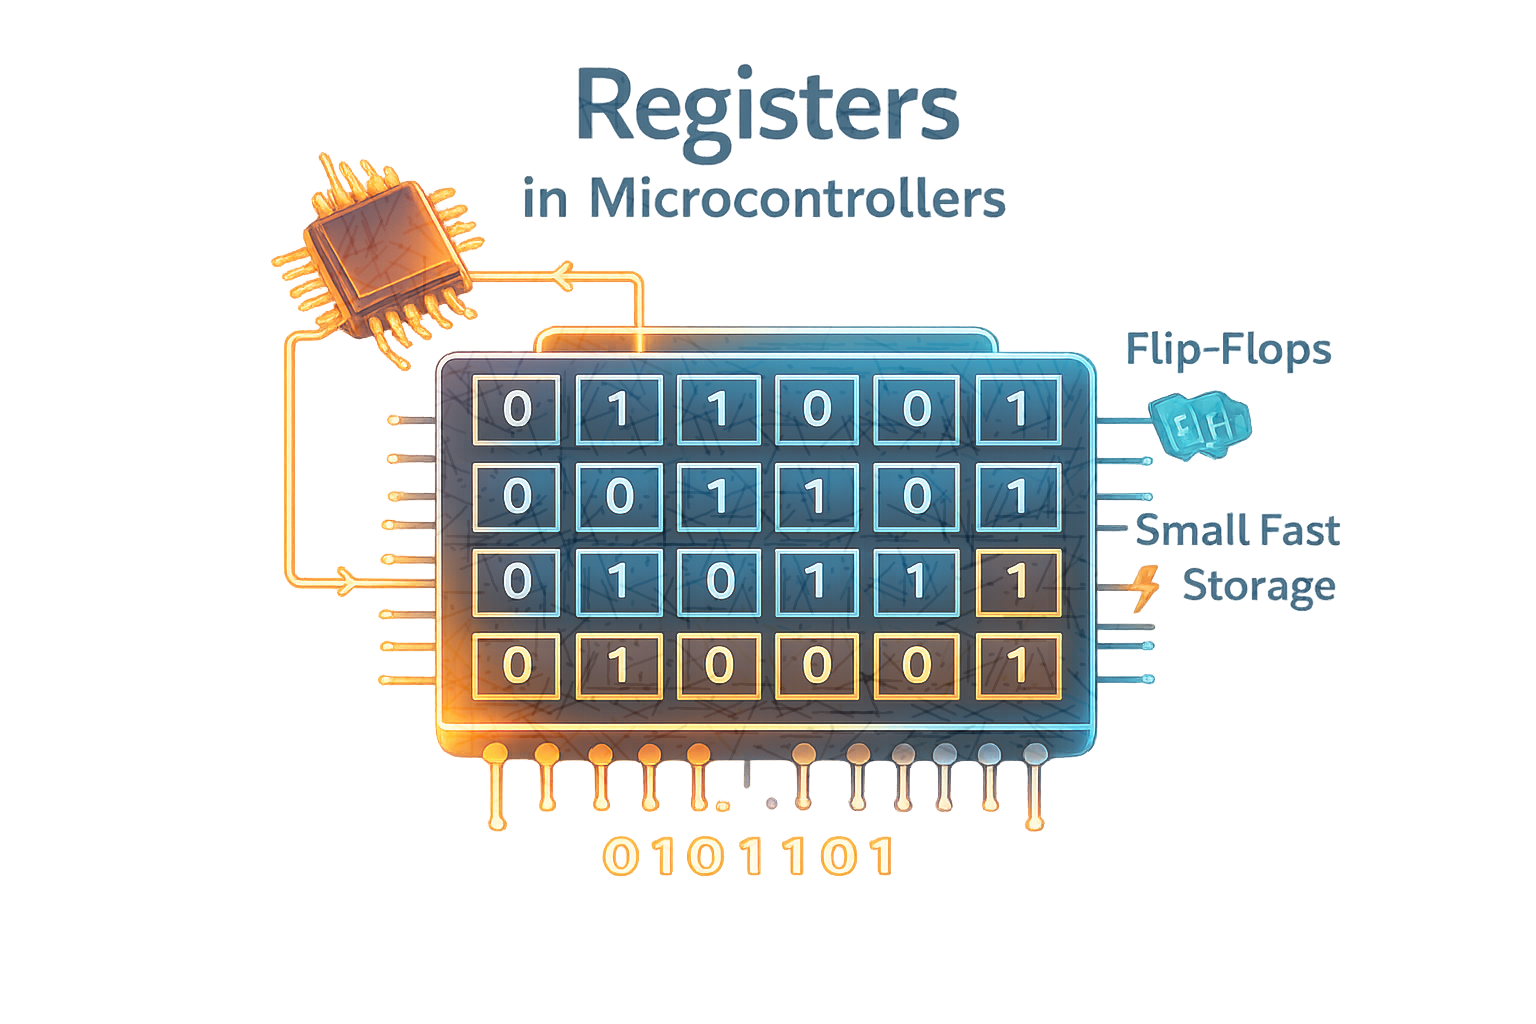 Registers
in Microcontrollers
Flip-Flops
0 1 1 0 0 1
0 0 1 1 0 1
Small Fast
0 1 0 1 1 1
Storage
0 1 0 0 0 1
0101101